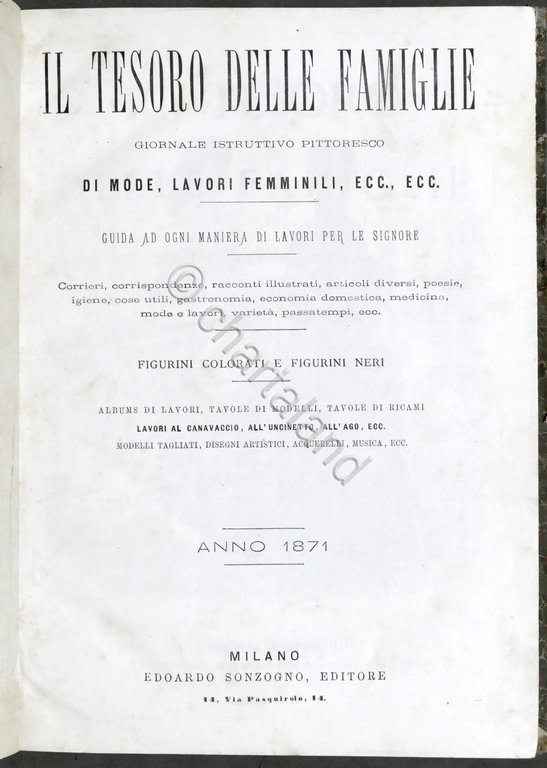 IL TESORO DELLE FAMIGLIE
GIORNALE ISTRUTTIVO PITTORESCO
DI MODE, LAVORI FEMMINILI, ECC., ECC.
GUIDA AD OGNI MANIERA DI LAVORI PER LE SIGNORE
Corrieri, corrispondenze, racconti illustrati, articoli diversi, poesie,
igiene, cose utili, gastronomia, economia domestica, medicina,
mode e lavori, varietà, passatempi, ecc.
FIGURINI COLORATI E FIGURINI NERI
ALBUMS DI LAVORI, TAVOLE DI MODELLI, TAVOLE DI RICAMI
LAVORI AL CANAVACCIO, ALL'UNCINETTO, ALL'AGO, ECC.
MODELLI TAGLIATI, DISEGNI ARTISTICI, ACQUERELLI, MUSICA, ECC.
ANNO 1871
MILANO
EDOARDO SONZOGNO, EDITORE
14, Via Pasquirolo, 14.
© chartaland